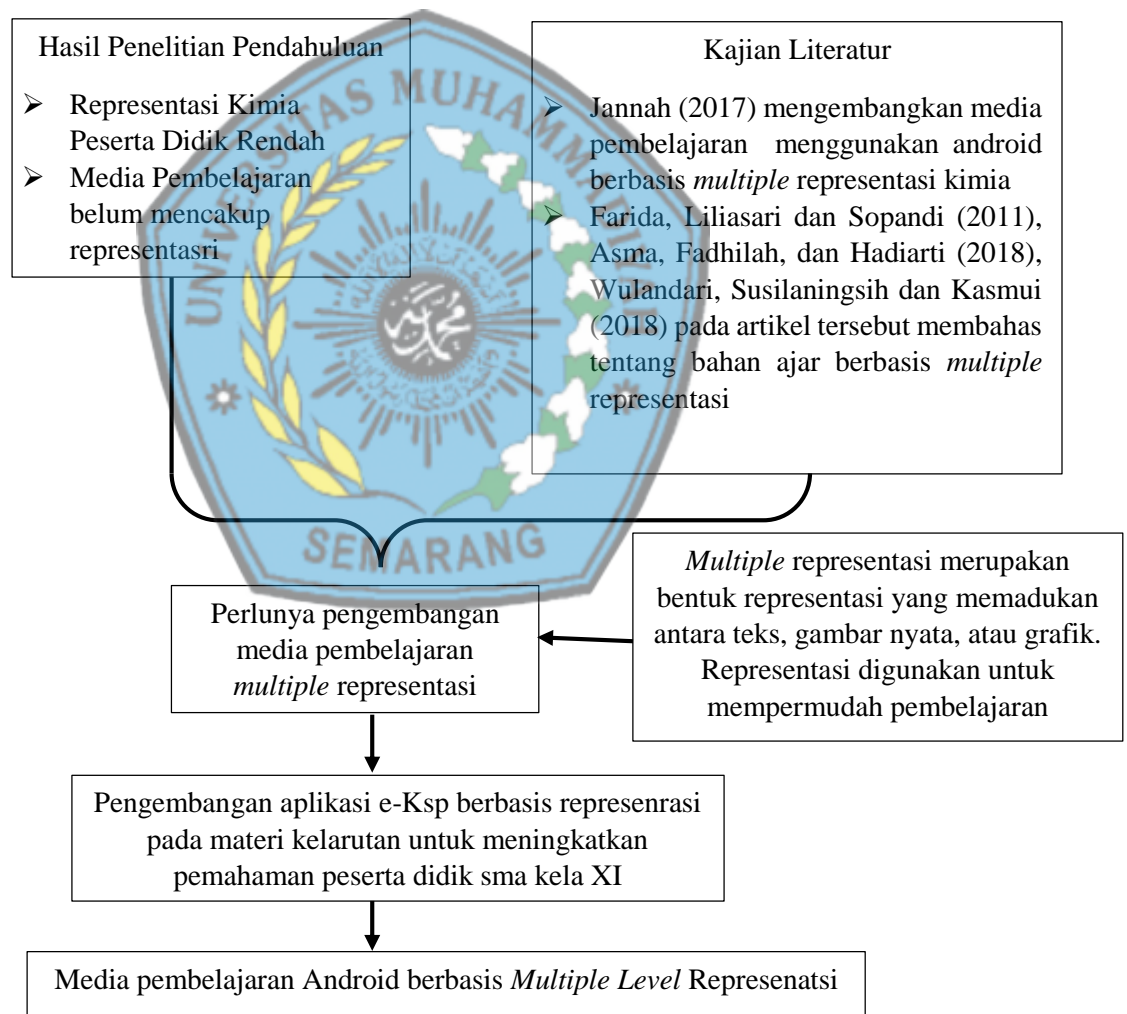 Hasil Penelitian Pendahuluan
➢ Representasi Kimia
Peserta Didik Rendah
➢ Media Pembelajaran
belum mencakup
representasri
Kajian Literatur
➢ Jannah (2017) mengembangkan media
pembelajaran menggunakan android
berbasis multiple representasi kimia
➢ Farida, Liliasari dan Sopandi (2011),
Asma, Fadhilah, dan Hadiarti (2018),
Wulandari, Susilaningsih dan Kasmui
(2018) pada artikel tersebut membahas
tentang bahan ajar berbasis multiple
representasi
UNIVERSITAS MUHAMMADIYAH
SEMARANG
Perlunya pengembangan
media pembelajaran
multiple representasi
Multiple representasi merupakan
bentuk representasi yang memadukan
antara teks, gambar nyata, atau grafik.
Representasi digunakan untuk
mempermudah pembelajaran
Pengembangan aplikasi e-Ksp berbasis represenrasi
pada materi kelarutan untuk meningkatkan
pemahaman peserta didik sma kela XI
Media pembelajaran Android berbasis Multiple Level Represenatsi